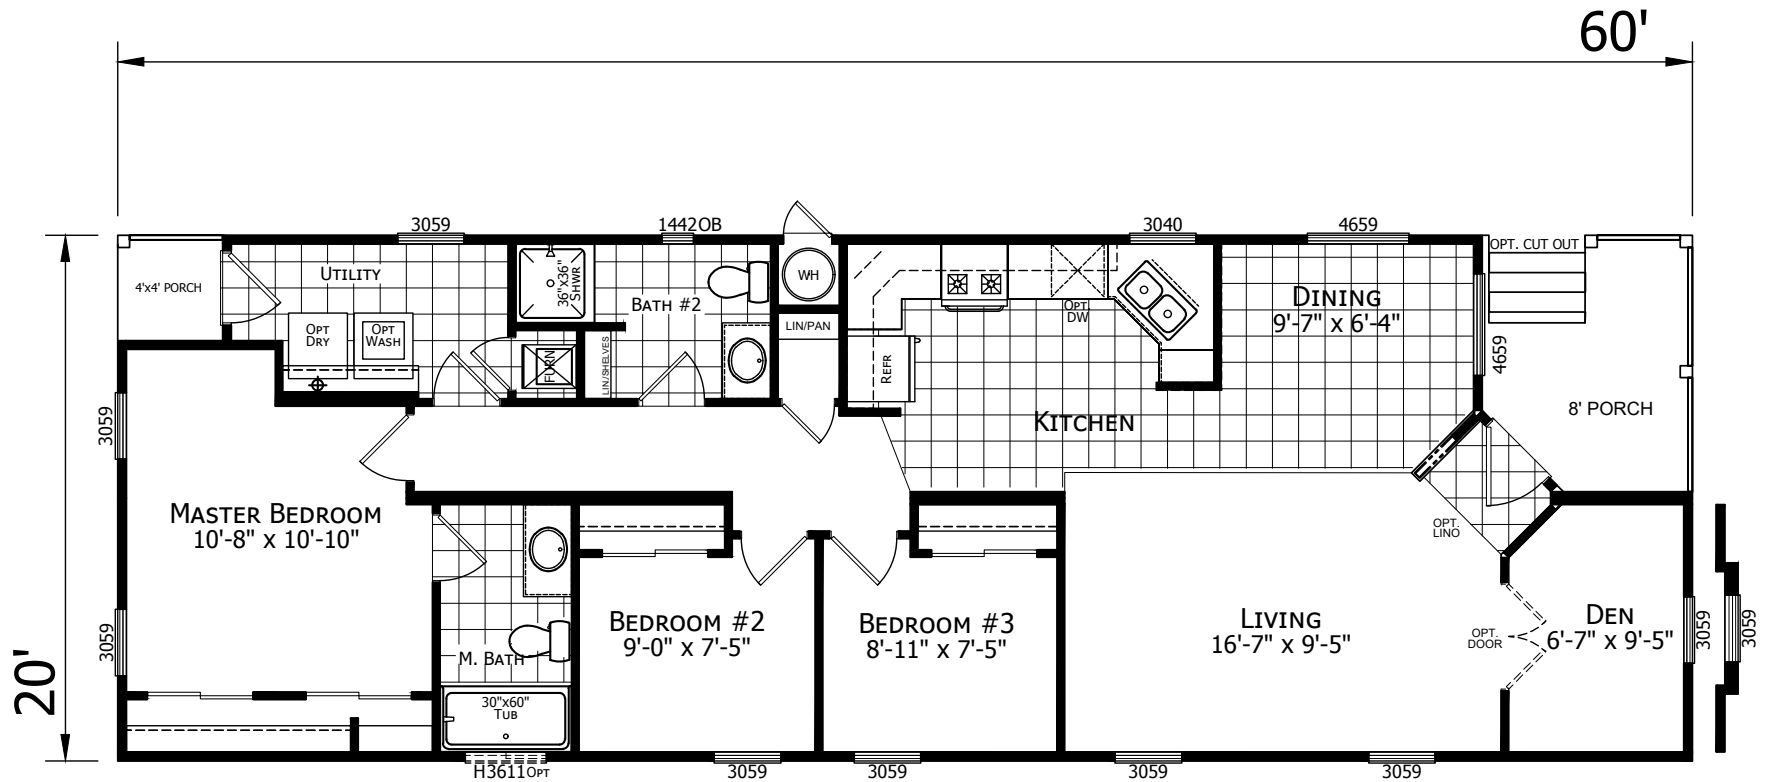 60'
20'
3059
1442OB
3040
4659
OPT. CUT OUT
4'x4' PORCH
UTILITY
OPT
DRY
OPT
WASH
36"x36"
SHWR
BATH #2
FURN
LIN/SHELVES
WH
LIN/PAN
REFR
OPT
DW
KITCHEN
DINING
9'-7" x 6'-4"
4659
8' PORCH
3059
MASTER BEDROOM
10'-8" x 10'-10"
3059
M. BATH
30"x60"
TUB
H3611OPT
BEDROOM #2
9'-0" x 7'-5"
3059
BEDROOM #3
8'-11" x 7'-5"
3059
LIVING
16'-7" x 9'-5"
3059
3059
OPT.
LINO
OPT.
DOOR
DEN
6'-7" x 9'-5"
3059
3059